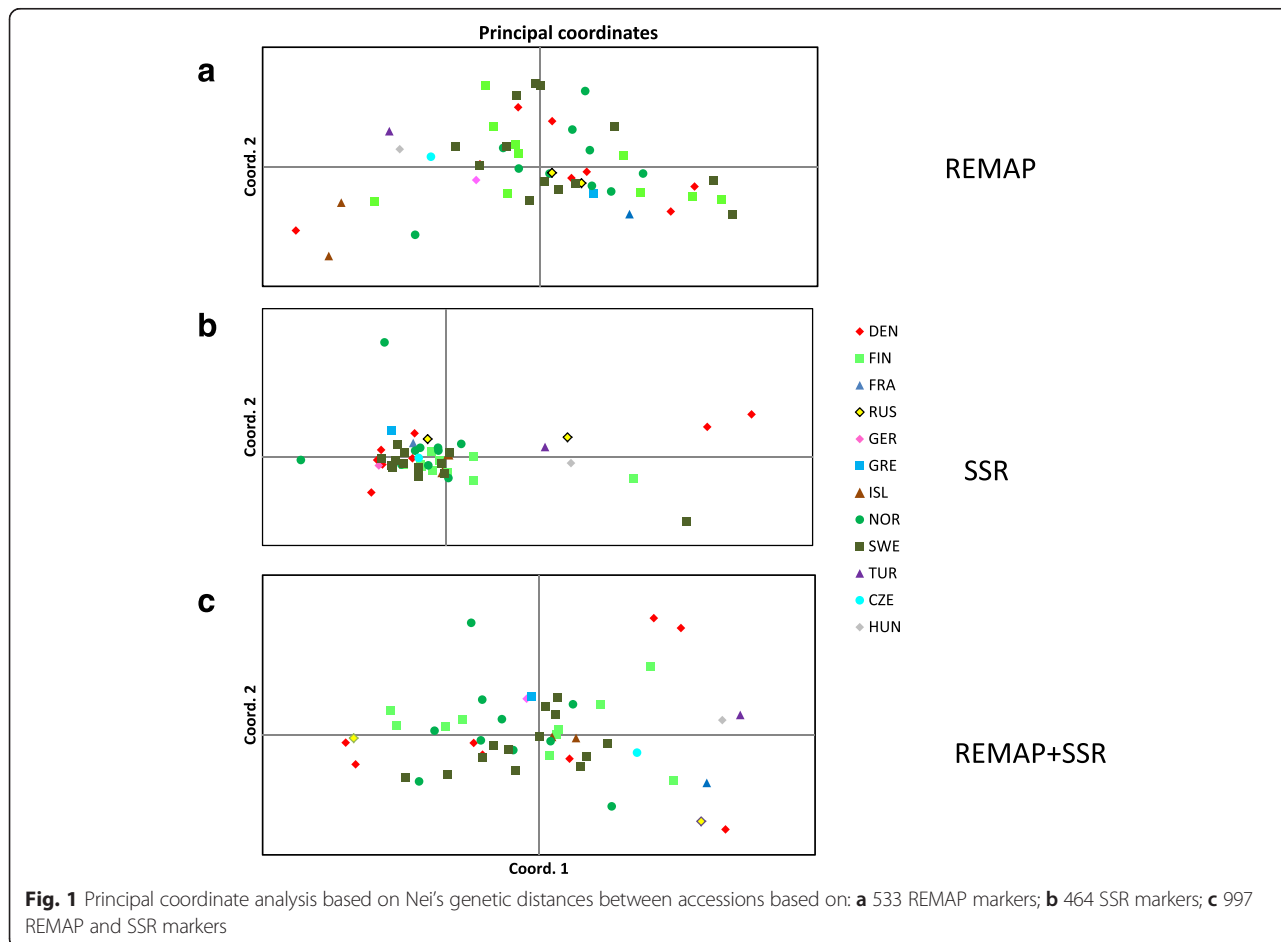 Principal coordinates
a
Coord. 2
REMAP
b
Coord. 2
SSR
DEN
FIN
FRA
RUS
GER
GRE
ISL
NOR
SWE
TUR
CZE
HUN
c
Coord. 2
REMAP+SSR
Coord. 1
Fig. 1 Principal coordinate analysis based on Nei's genetic distances between accessions based on: a 533 REMAP markers; b 464 SSR markers; c 997
REMAP and SSR markers